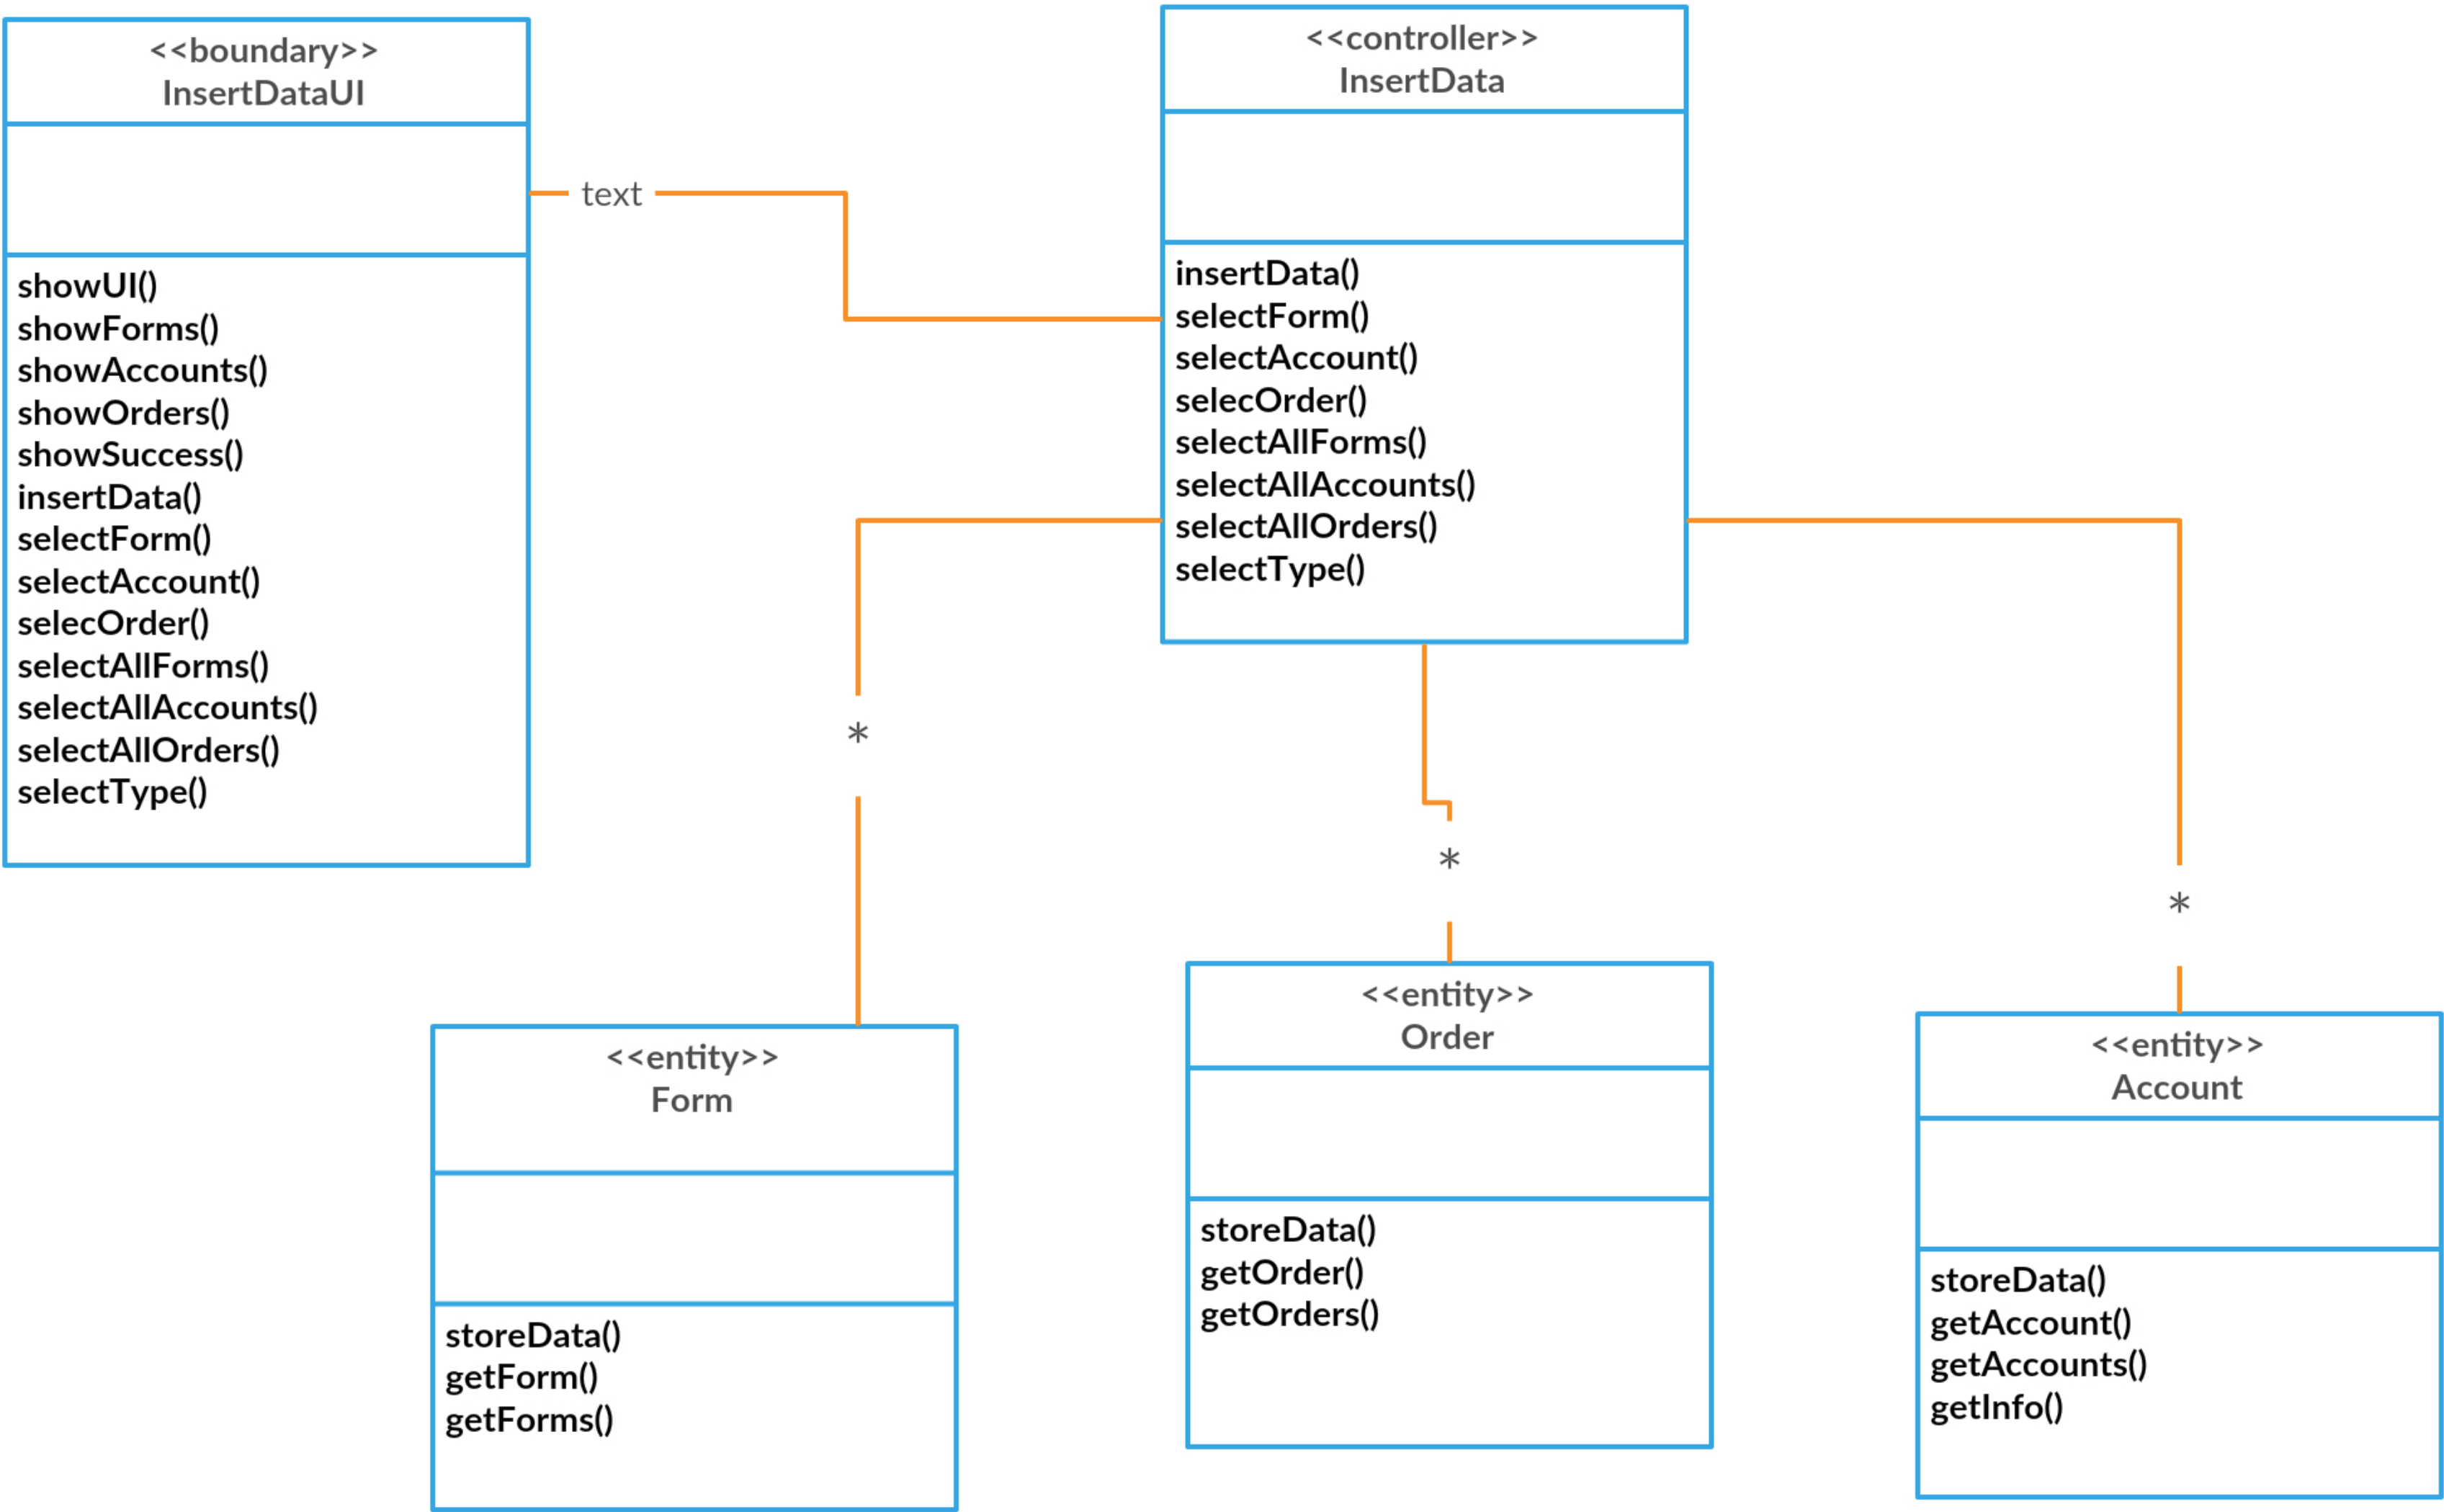 <<boundary>>
InsertDataUI
showUI()
showForms()
showAccounts()
showOrders()
showSuccess()
insertData()
selectForm()
selectAccount()
selecOrder()
selectAllForms()
selectAllAccounts()
selectAllOrders()
selectType()
text
<<controller>>
InsertData
insertData()
selectForm()
selectAccount()
selecOrder()
selectAllForms()
selectAllAccounts()
selectAllOrders()
selectType()
*
*
*
<<entity>>
Form
storeData()
getForm()
getForms()
<<entity>>
Order
storeData()
getOrder()
getOrders()
<<entity>>
Account
storeData()
getAccount()
getAccounts()
getInfo()